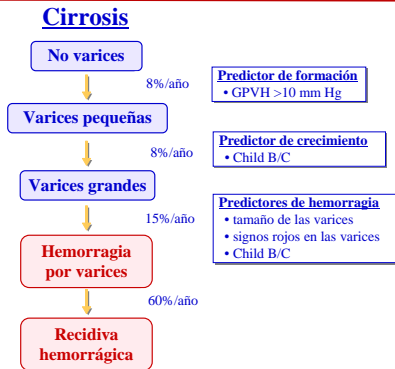 Cirrosis
No varices
8%/año
Predictor de formación
• GPVH >10 mm Hg
Varices pequeñas
8%/año
Predictor de crecimiento
• Child B/C
Varices grandes
15%/año
Predictores de hemorragia
• tamaño de las varices
• signos rojos en las varices
• Child B/C
Hemorragia
por varices
60%/año
Recidiva
hemorrágica